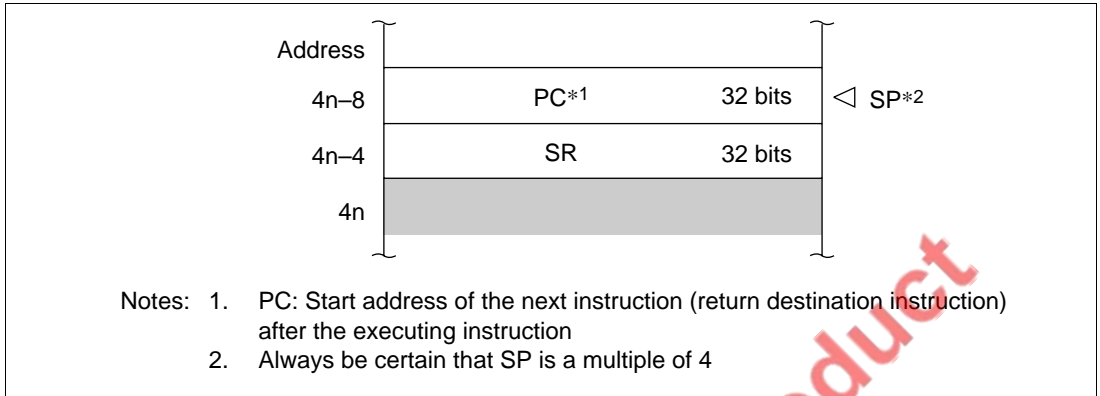 Address
4n–8 PC*1 32 bits SP*2
4n–4 SR 32 bits
4n
Notes: 1. PC: Start address of the next instruction (return destination instruction)
after the executing instruction
2. Always be certain that SP is a multiple of 4
oduct